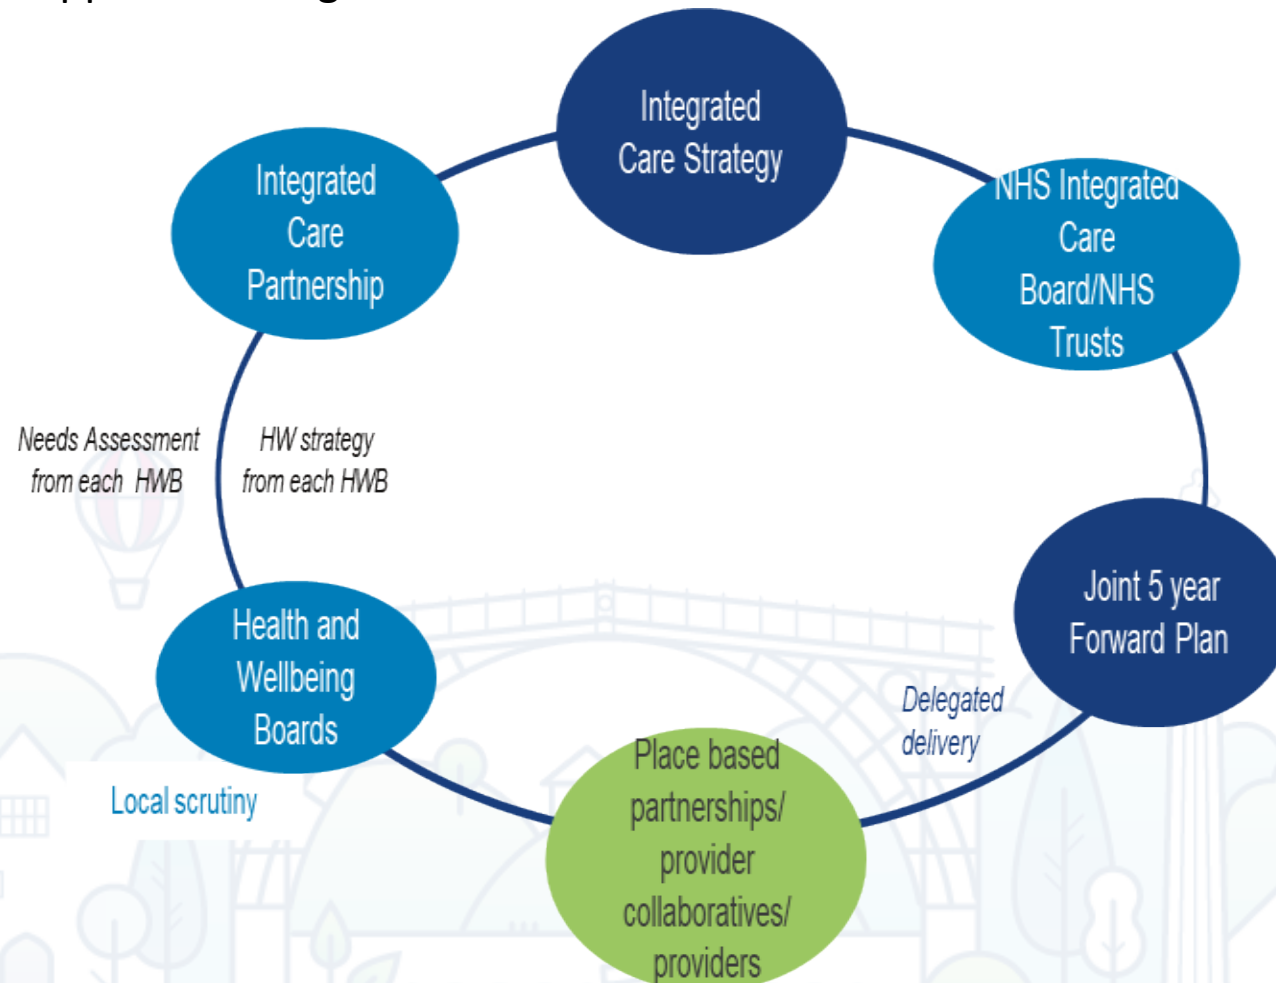 Integrated
Care Strategy
Integrated
Care
Partnership
NHS Integrated
Care
Board/NHS
Trusts
Needs Assessment
from each HWB
HW strategy
from each HWB
Joint 5 year
Forward Plan
Health and
Wellbeing
Boards
Delegated
delivery
Local scrutiny
Place based
partnerships/
provider
collaboratives/
providers